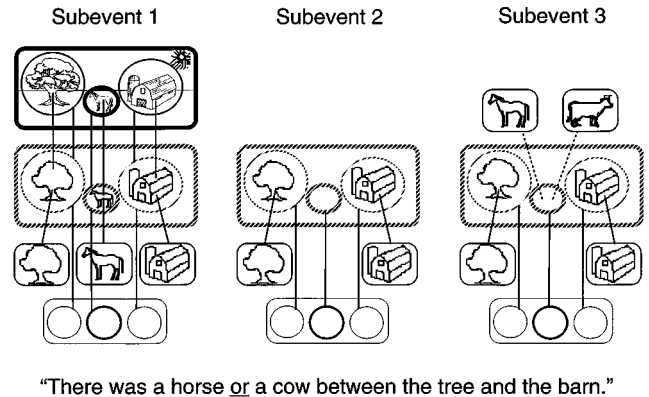 Subevent 1 Subevent 2 Subevent 3
“There was a horse or a cow between the tree and the barn.”